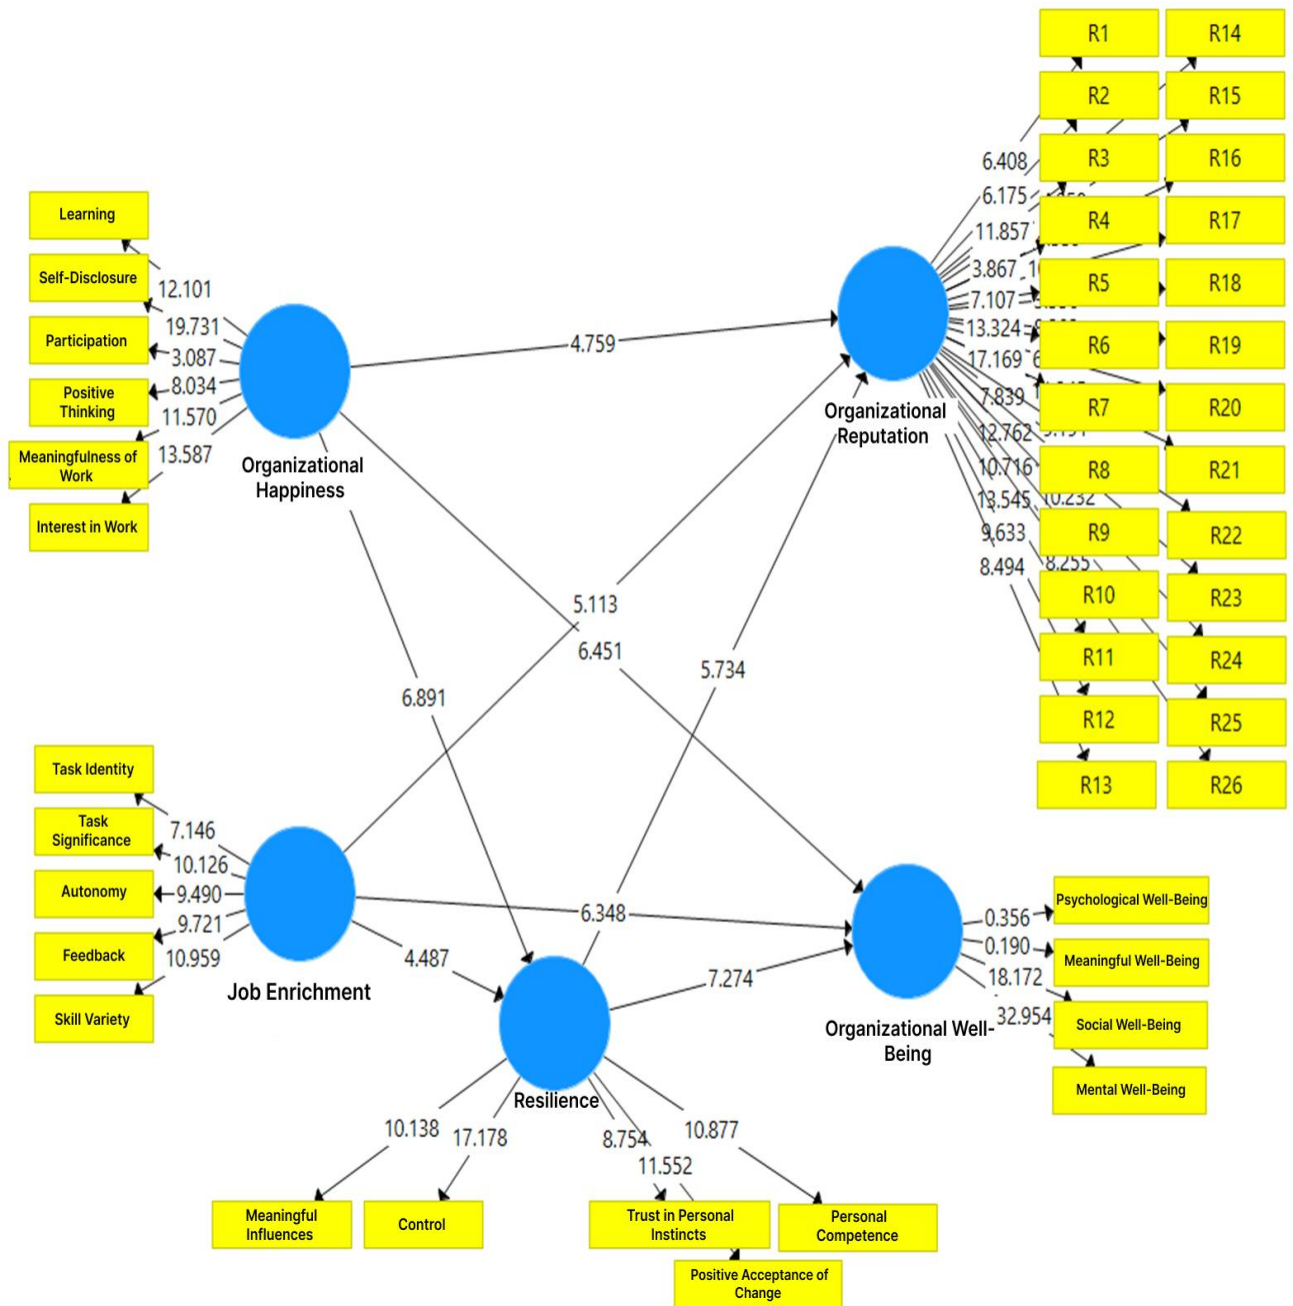 R1
R14
R2
R15
6.408
R3
R16
6.175
Learning
R4
R17
11.857
Self-Disclosure
12.101
3.867
R5
R18
7.107
19.731
Participation
3.087
4.759
13.324
R6
R19
17.169
8.034
Positive
Thinking
7.839
R7
R20
11.570
Organizational
Reputation
12.762
13.587
Meaningfulness of
Work
Organizational
Happiness
10.716
R8
R21
13.545
10.232
Interest in Work
9.633
R9
R22
8.494
8.255
5.113
R10
R23
6.451
R11
R24
5.734
6.891
R12
R25
Task Identity
R13
R26
7.146
Task
Significance
10.126
Autonomy
9.490
9.721
Feedback
10.959
Skill Variety
Job Enrichment
6.348
4.487
7.274
0.356
Psychological Well-Being
0.190
Meaningful Well-Being
18.172
32.954
Social Well-Being
Organizational Well-
Being
Mental Well-Being
Resilience
10.138
17.178
8.754
10.877
11.552
Meaningful
Influences
Control
Trust in Personal
Instincts
Personal
Competence
Positive Acceptance of
Change